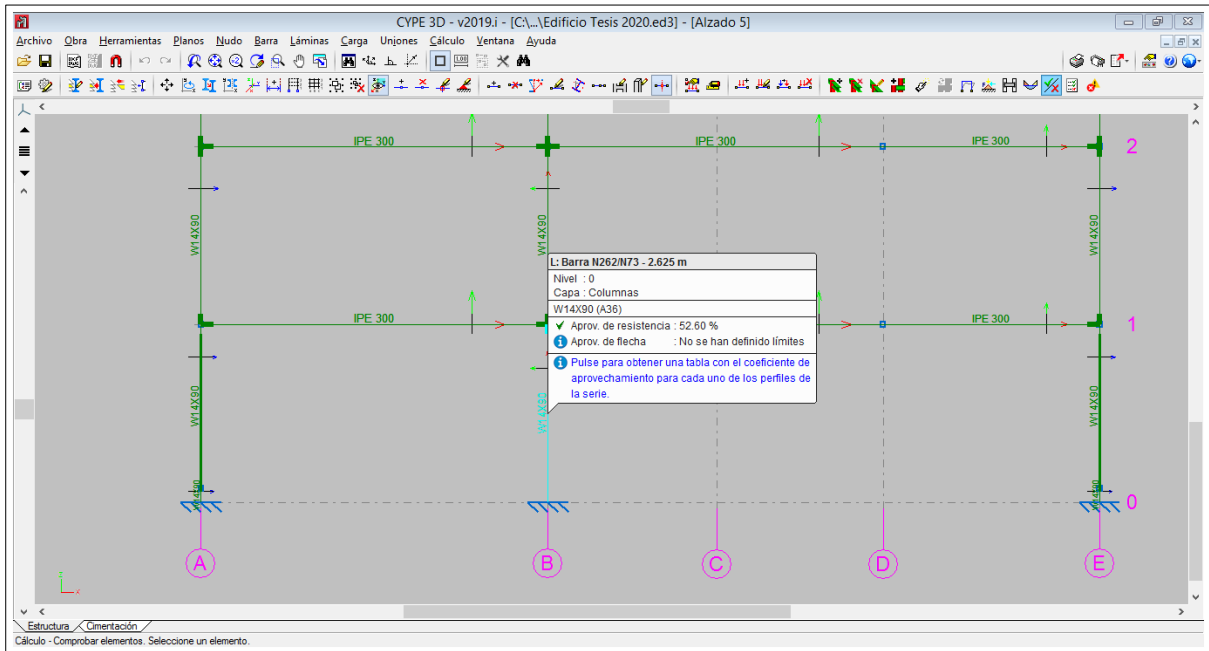 CYPE 3D - v2019.i - [C:\...\Edificio Tesis 2020.ed3] - [Alzado 5]
Archivo Obra Herramientas Planos Nudo Barra Láminas Carga Uniones Cálculo Ventana Ayuda
IPE 300 IPE 300 IPE 300 2
W14X90 W14X90 W14X90
L: Barra N262/N73 - 2.625 m
Nivel : 0
Capa : Columnas
W14X90 (A36)
Aprov. de resistencia : 52.60 %
Aprov. de flecha : No se han definido límites
Pulse para obtener una tabla con el coeficiente de
aprovechamiento para cada uno de los perfiles de
la serie.
IPE 300 IPE 300 1
W14X90 W14X90 W14X90
W14X90 W14X90 0
A B C D E
z
x
Estructura Cimentación
Cálculo - Comprobar elementos. Seleccione un elemento.